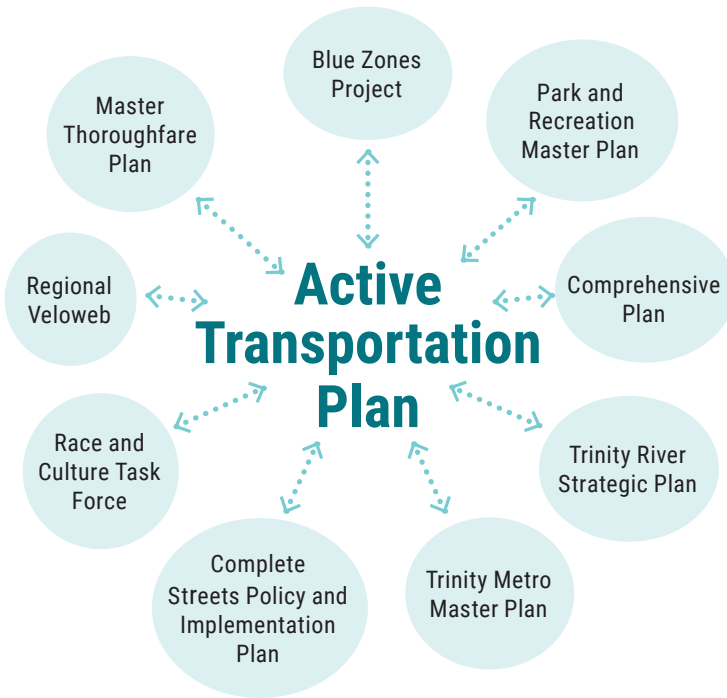 Blue Zones
Project
Park and
Recreation
Master Plan
Comprehensive
Plan
Trinity River
Strategic Plan
Trinity Metro
Master Plan
Complete
Streets Policy and
Implementation
Plan
Race and
Culture Task
Force
Regional
Veloweb
Master
Thoroughfare
Plan
Active
Transportation
Plan